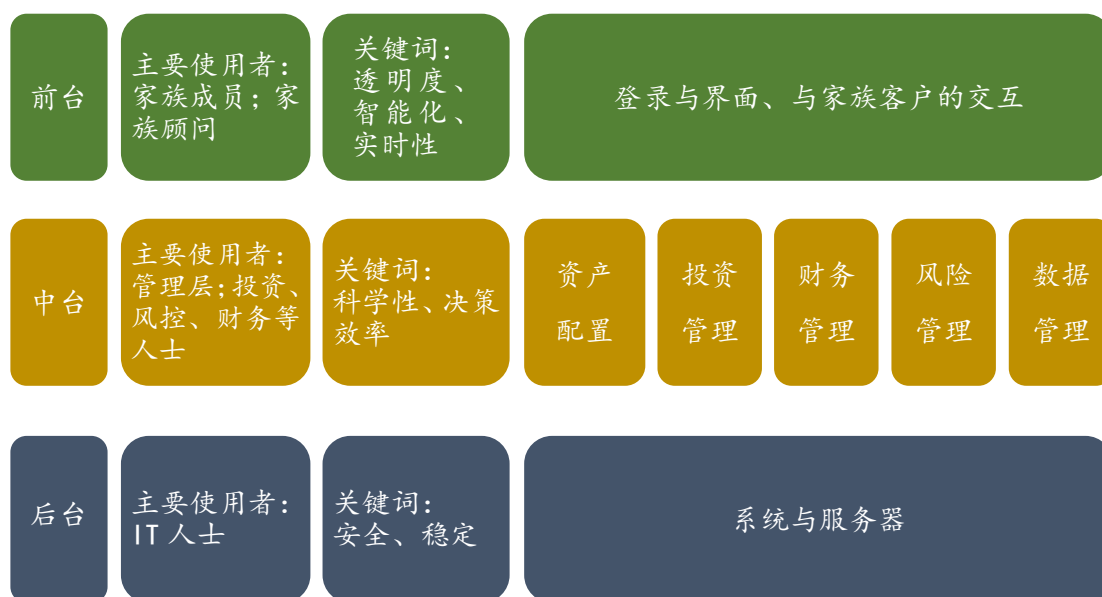 前台
主要使用者：
家族成员；家
族顾问
关键词：
透明度、
智能化、
实时性
登录与界面、与家族客户的交互
中台
主要使用者：
管理层；投资、
风控、财务等
人士
关键词：
科学性、决策
效率
资产
配置
投资
管理
财务
管理
风险
管理
数据
管理
后台
主要使用者：
IT人士
关键词：
安全、稳定
系统与服务器